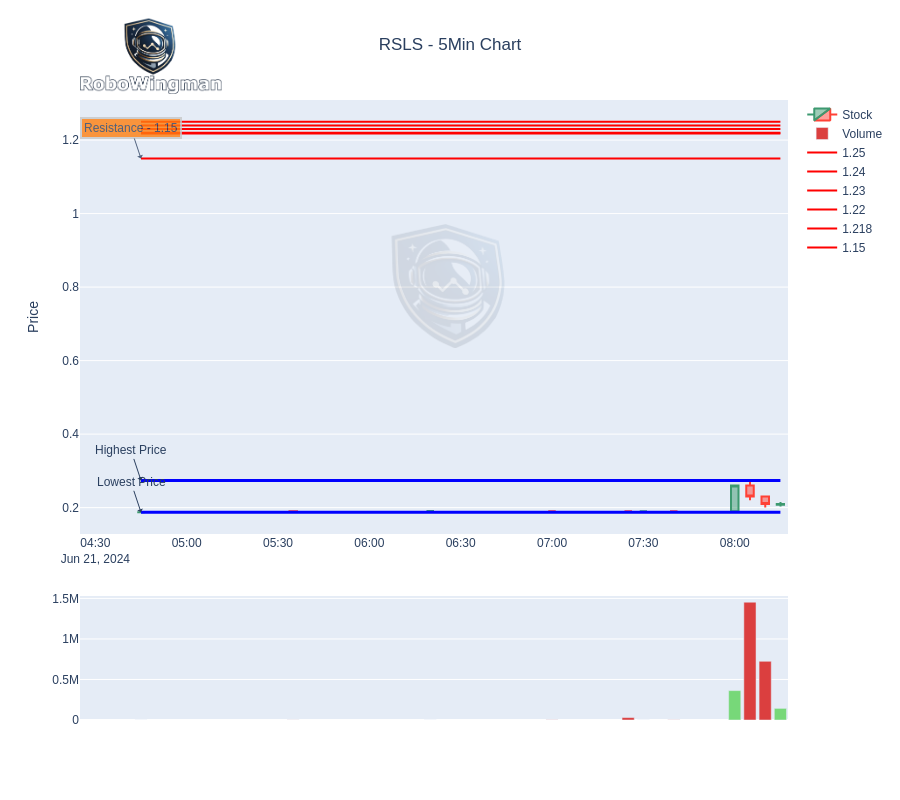 RSLS - 5Min Chart
RoboWingman
Resistance - 1.15
Stock
Volume
1.25
1.24
1.23
1.22
1.218
1.15
Price
1.2
1
0.8
0.6
0.4
0.2
Highest Price
Lowest Price
04:30 05:00 05:30 06:00 06:30 07:00 07:30 08:00
Jun 21, 2024
1.5M
1M
0.5M
0